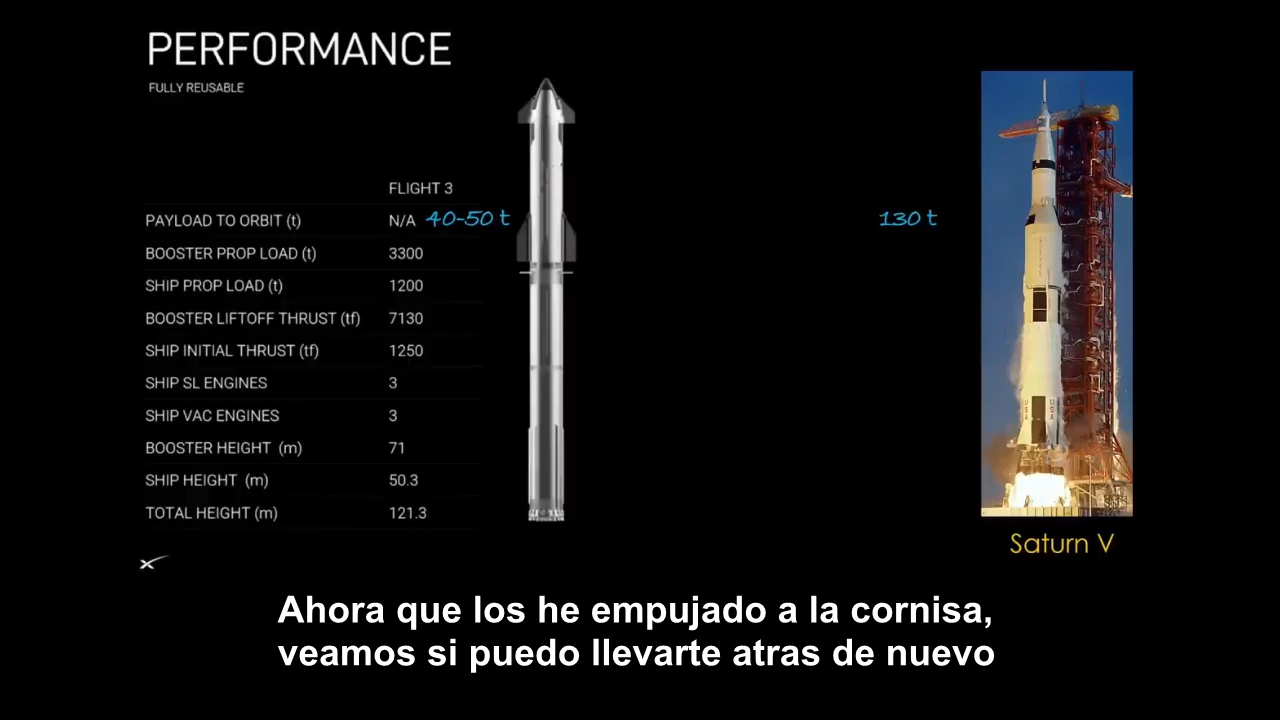 PERFORMANCE
FULLY REUSABLE
FLIGHT 3
PAYLOAD TO ORBIT (t) N/A 40-50 t 130 t
BOOSTER PROP LOAD (t) 3300
SHIP PROP LOAD (t) 1200
BOOSTER LIFTOFF THRUST (tf) 7130
SHIP INITIAL THRUST (tf) 1250
SHIP SL ENGINES 3
SHIP VAC ENGINES 3
BOOSTER HEIGHT (m) 71
SHIP HEIGHT (m) 50.3
TOTAL HEIGHT (m) 121.3
USA USA
Saturn V
Ahora que los he empujado a la cornisa,
veamos si puedo llevarte atras de nuevo